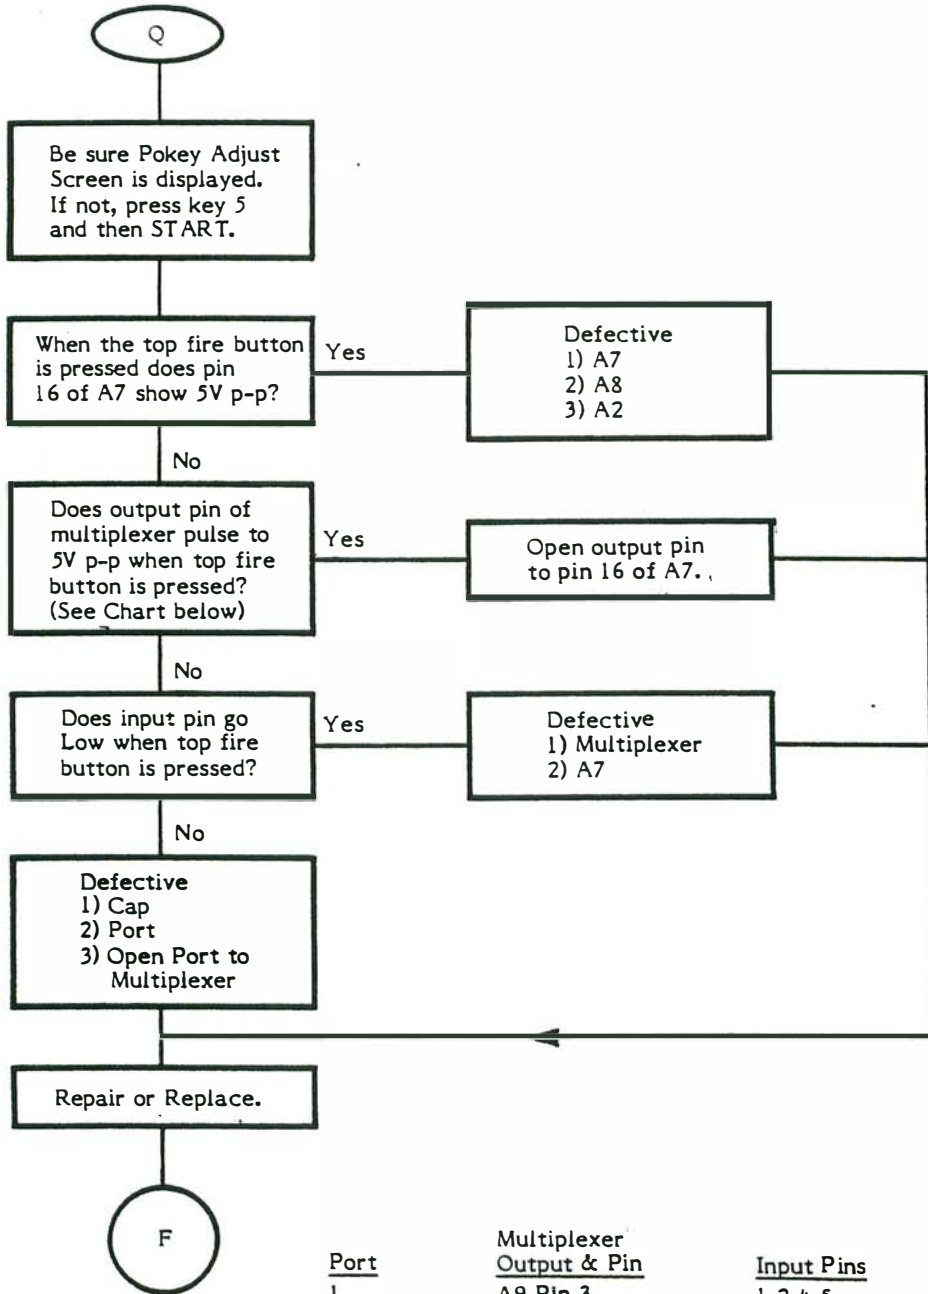 Q
Be sure Pokey Adjust
Screen is displayed.
If not, press key 5
and then START.
When the top fire button
is pressed does pin
16 of A7 show 5V p-p?
Yes
Defective
1) A7
2) A8
3) A2
No
Does output pin of
multiplexer pulse to
5V p-p when top fire
button is pressed?
(See Chart below)
Yes
Open output pin
to pin 16 of A7.
No
Does input pin go
Low when top fire
button is pressed?
Yes
Defective
1) Multiplexer
2) A7
No
Defective
1) Cap
2) Port
3) Open Port to
Multiplexer
Repair or Replace.
F
Port
Multiplexer
Output & Pin
Input Pins
1
Pin 3